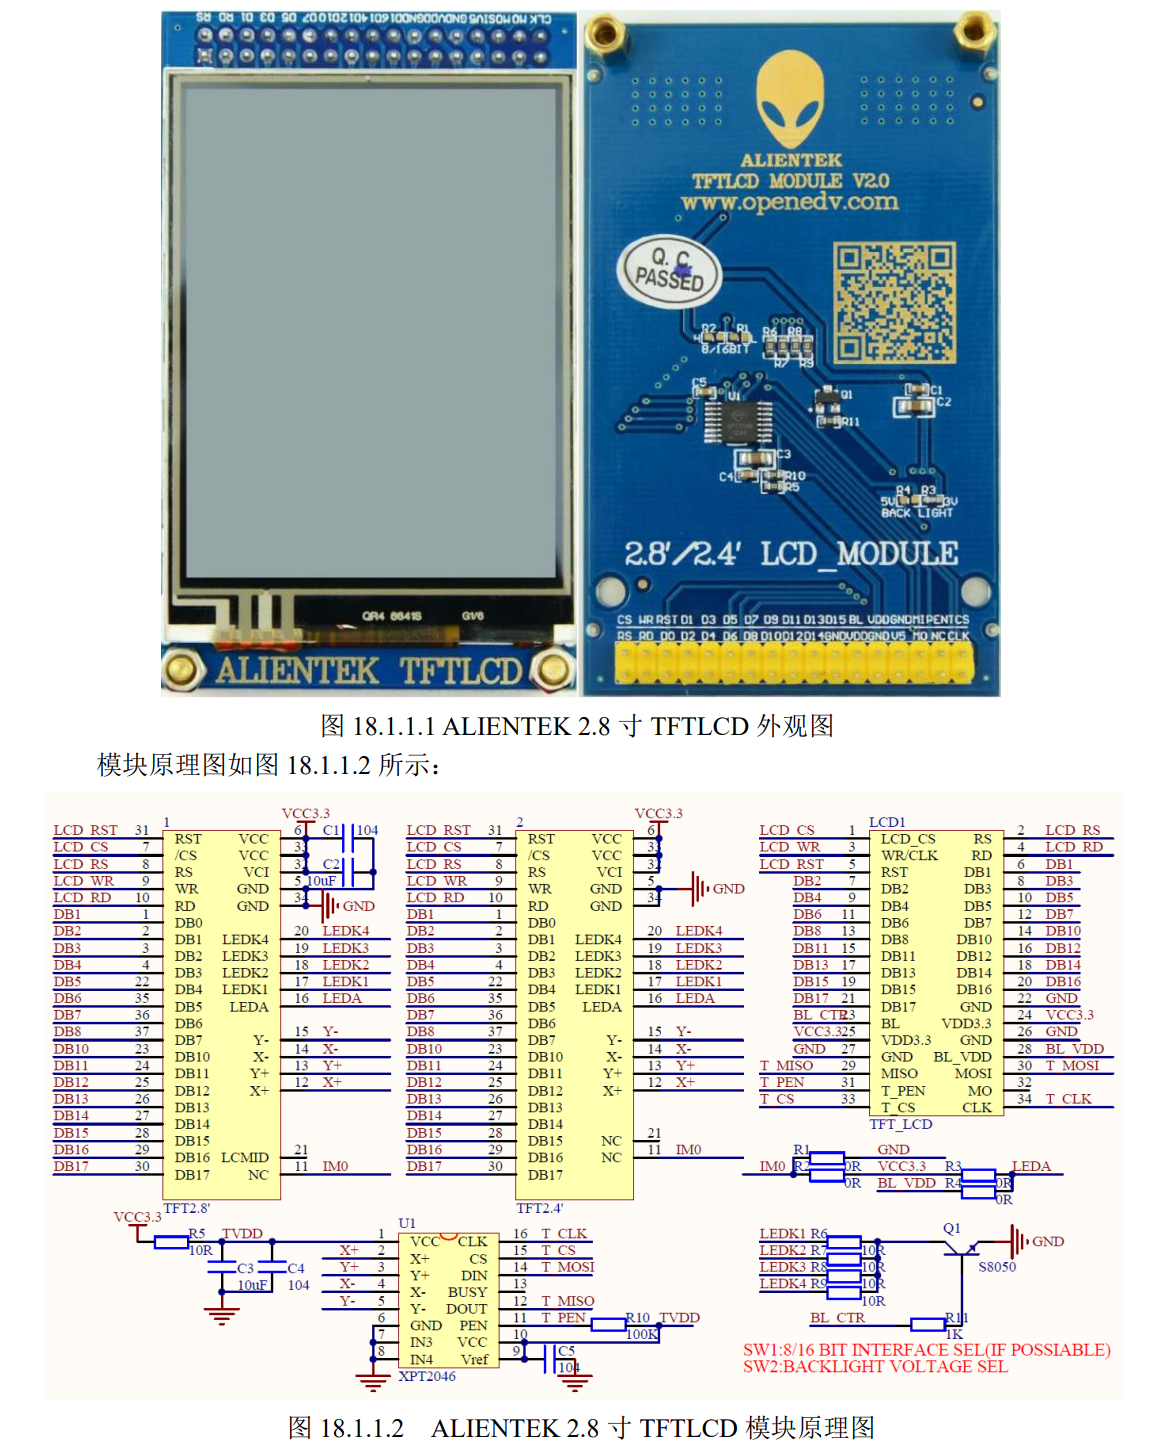 RS RD D0 D1 D3 D5 D7 D10 D12 D14 D16 GND VDD GND V5 MOSI MO CLK
QR4 8641S G1/6
ALIENTEK TFTLCD
ALIENTEK
TFTLCD MODULE V2.0
www.openedv.com
Q.C
PASSED
R2 R1
8/16BIT
R6 R8
R7 R9
C5
U1
Q1
R11
C1
C2
C3
C4
R10
R5
R4 R3
5V 3V
BACK LIGHT
2.8'/2.4' LCD_MODULE
CS WR RST D1 D3 D5 D7 D9 D11 D13 D15 BL VDD GND MI PEN TCS
RS RD D0 D2 D4 D6 D8 D10 D12 D14 GND VDD GND V5 MO NC CLK
图 18.1.1.1 ALIENTEK 2.8 寸 TFTLCD 外观图
模块原理图如图 18.1.1.2 所示：
VCC3.3
1
LCD_RST 31 RST VCC 6
LCD_CS 7 /CS VCC 33
LCD_RS 8 RS VCI 32
LCD_WR 9 WR GND 5
LCD_RD 10 RD GND 34
C1 104
C2 10uF
GND
DB1 1 DB0
DB2 2 DB1 LEDK4 20 LEDK4
DB3 3 DB2 LEDK3 19 LEDK3
DB4 4 DB3 LEDK2 18 LEDK2
DB5 22 DB4 LEDK1 17 LEDK1
DB6 35 DB5 LEDA 16 LEDA
DB7 36 DB6
DB8 37 DB7 Y- 15 Y-
DB10 23 DB10 X- 14 X-
DB11 24 DB11 Y+ 13 Y+
DB12 25 DB12 X+ 12 X+
DB13 26 DB13
DB14 27 DB14
DB15 28 DB15
DB16 29 DB16 LCMID 21
DB17 30 DB17 NC 11 IM0
TFT2.8'
VCC3.3
2
LCD_RST 31 RST VCC 6
LCD_CS 7 /CS VCC 33
LCD_RS 8 RS VCI 32
LCD_WR 9 WR GND 5
LCD_RD 10 RD GND 34
GND
DB1 1 DB0
DB2 2 DB1 LEDK4 20 LEDK4
DB3 3 DB2 LEDK3 19 LEDK3
DB4 4 DB3 LEDK2 18 LEDK2
DB5 22 DB4 LEDK1 17 LEDK1
DB6 35 DB5 LEDA 16 LEDA
DB7 36 DB6
DB8 37 DB7 Y- 15 Y-
DB10 23 DB10 X- 14 X-
DB11 24 DB11 Y+ 13 Y+
DB12 25 DB12 X+ 12 X+
DB13 26 DB13
DB14 27 DB14
DB15 28 DB15 NC 21
DB16 29 DB16 NC 11 IM0
DB17 30 DB17
TFT2.4'
LCD1
LCD_CS 1 LCD_CS RS 2 LCD_RS
LCD_WR 3 WR/CLK RD 4 LCD_RD
LCD_RST 5 RST DB1 6 DB1
DB2 7 DB2 DB3 8 DB3
DB4 9 DB4 DB5 10 DB5
DB6 11 DB6 DB7 12 DB7
DB8 13 DB8 DB10 14 DB10
DB11 15 DB11 DB12 16 DB12
DB13 17 DB13 DB14 18 DB14
DB15 19 DB15 DB16 20 DB16
DB17 21 DB17 GND 22 GND
BL_CTR 23 BL VDD3.3 24 VCC3.3
VCC3.3 25 VDD3.3 GND 26 GND
GND 27 GND BL_VDD 28 BL_VDD
T_MISO 29 MISO MOSI 30 T_MOSI
T_PEN 31 T_PEN MO 32
T_CS 33 T_CS CLK 34 T_CLK
TFT_LCD
R1 0R GND
IM0 R2 0R VCC3.3 R3 0R LEDA
BL_VDD R4 0R
VCC3.3
R5 10R TVDD
C3 10uF
C4 104
U1
1 VCC CLK 16 T_CLK
X+ 2 X+ CS 15 T_CS
Y+ 3 Y+ DIN 14 T_MOSI
X- 4 X- BUSY 13
Y- 5 Y- DOUT 12 T_MISO
6 GND PEN 11 T_PEN R10 100K TVDD
7 IN3 VCC 10
8 IN4 Vref 9
C5 104
XPT2046
LEDK1 R6 10R
LEDK2 R7 10R
LEDK3 R8 10R
LEDK4 R9 10R
Q1
S8050
GND
BL_CTR R11 1K
SW1:8/16 BIT INTERFACE SEL(IF POSSIABLE)
SW2:BACKLIGHT VOLTAGE SEL
图 18.1.1.2 ALIENTEK 2.8 寸 TFTLCD 模块原理图